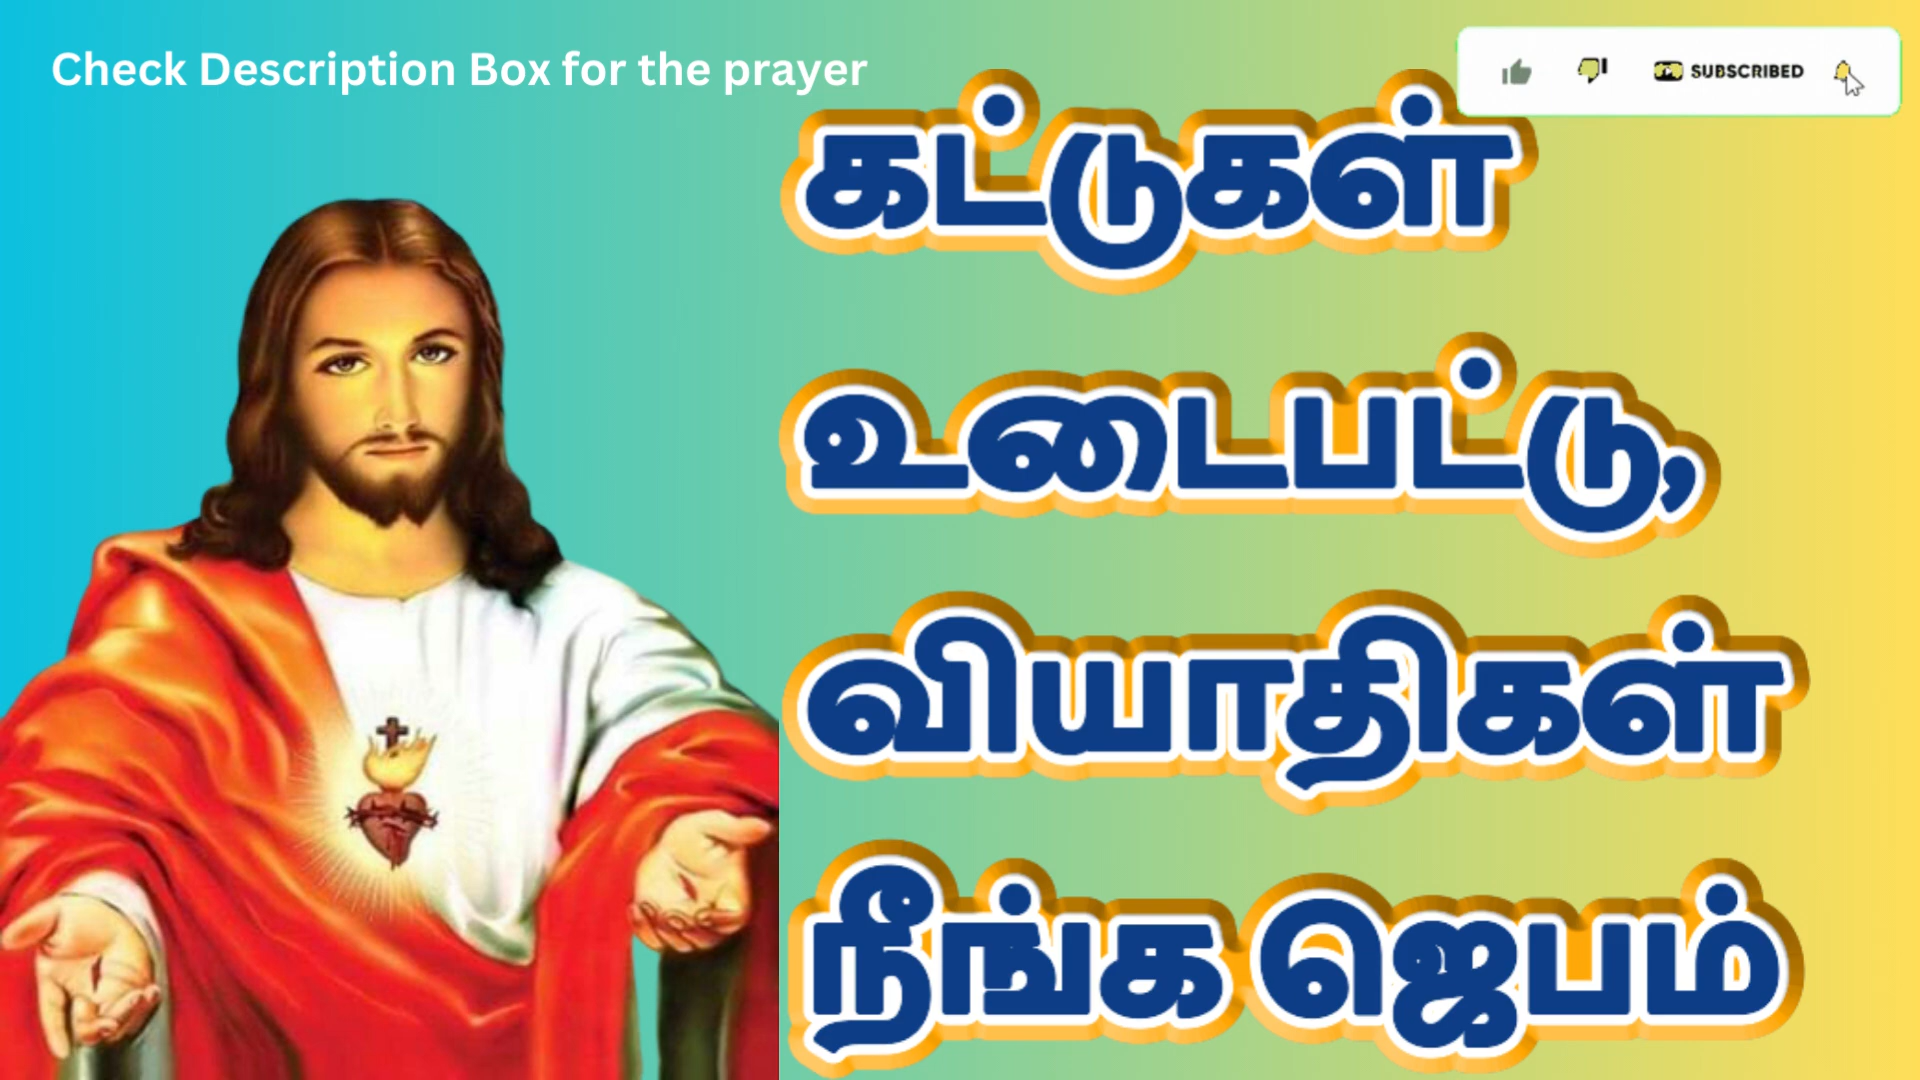 Check Description Box for the prayer
SUBSCRIBED
கட்டுகள்
உடைபட்டு,
வியாதிகள்
நீங்க ஜெபம்